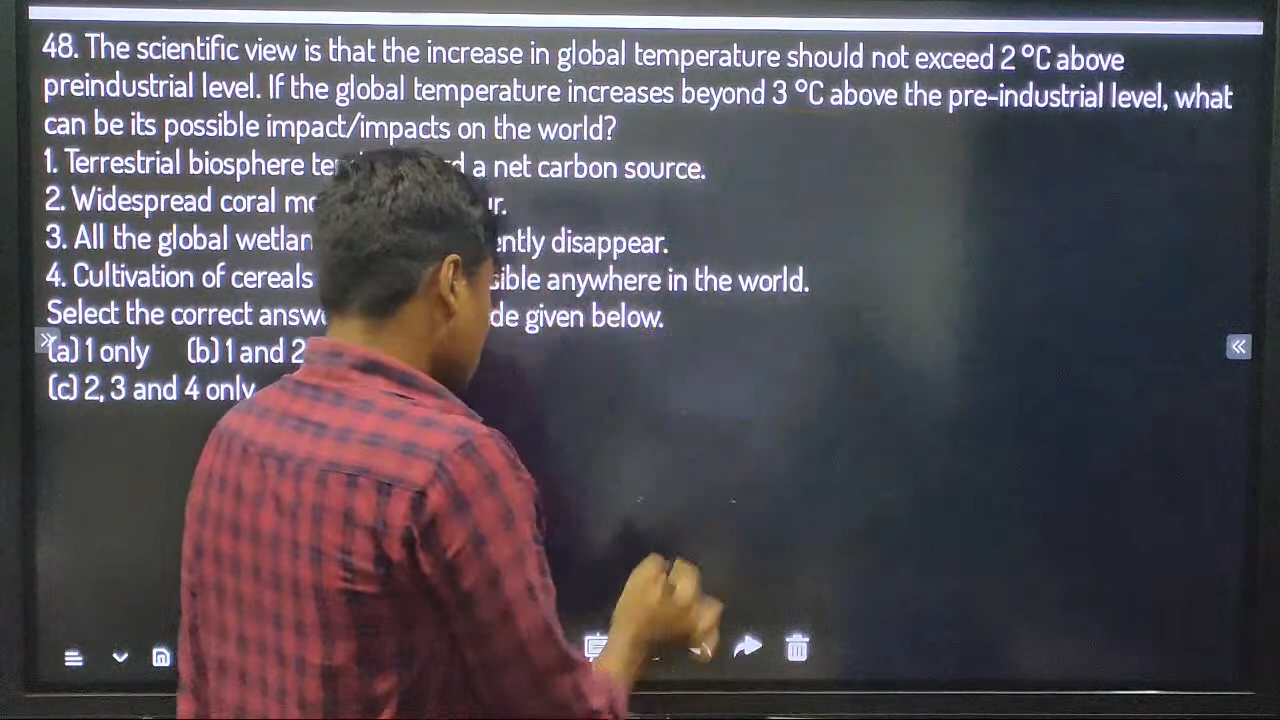 48. The scientific view is that the increase in global temperature should not exceed 2 °C above
preindustrial level. If the global temperature increases beyond 3 °C above the pre-industrial level, what
can be its possible impact/impacts on the world?
1. Terrestrial biosphere a net carbon source.
2. Widespread coral
3. All the global disappear.
4. Cultivation of cereals anywhere in the world.
Select the correct given below.
(a) 1 only (b) 1 and 2
(c) 2, 3 and 4 only